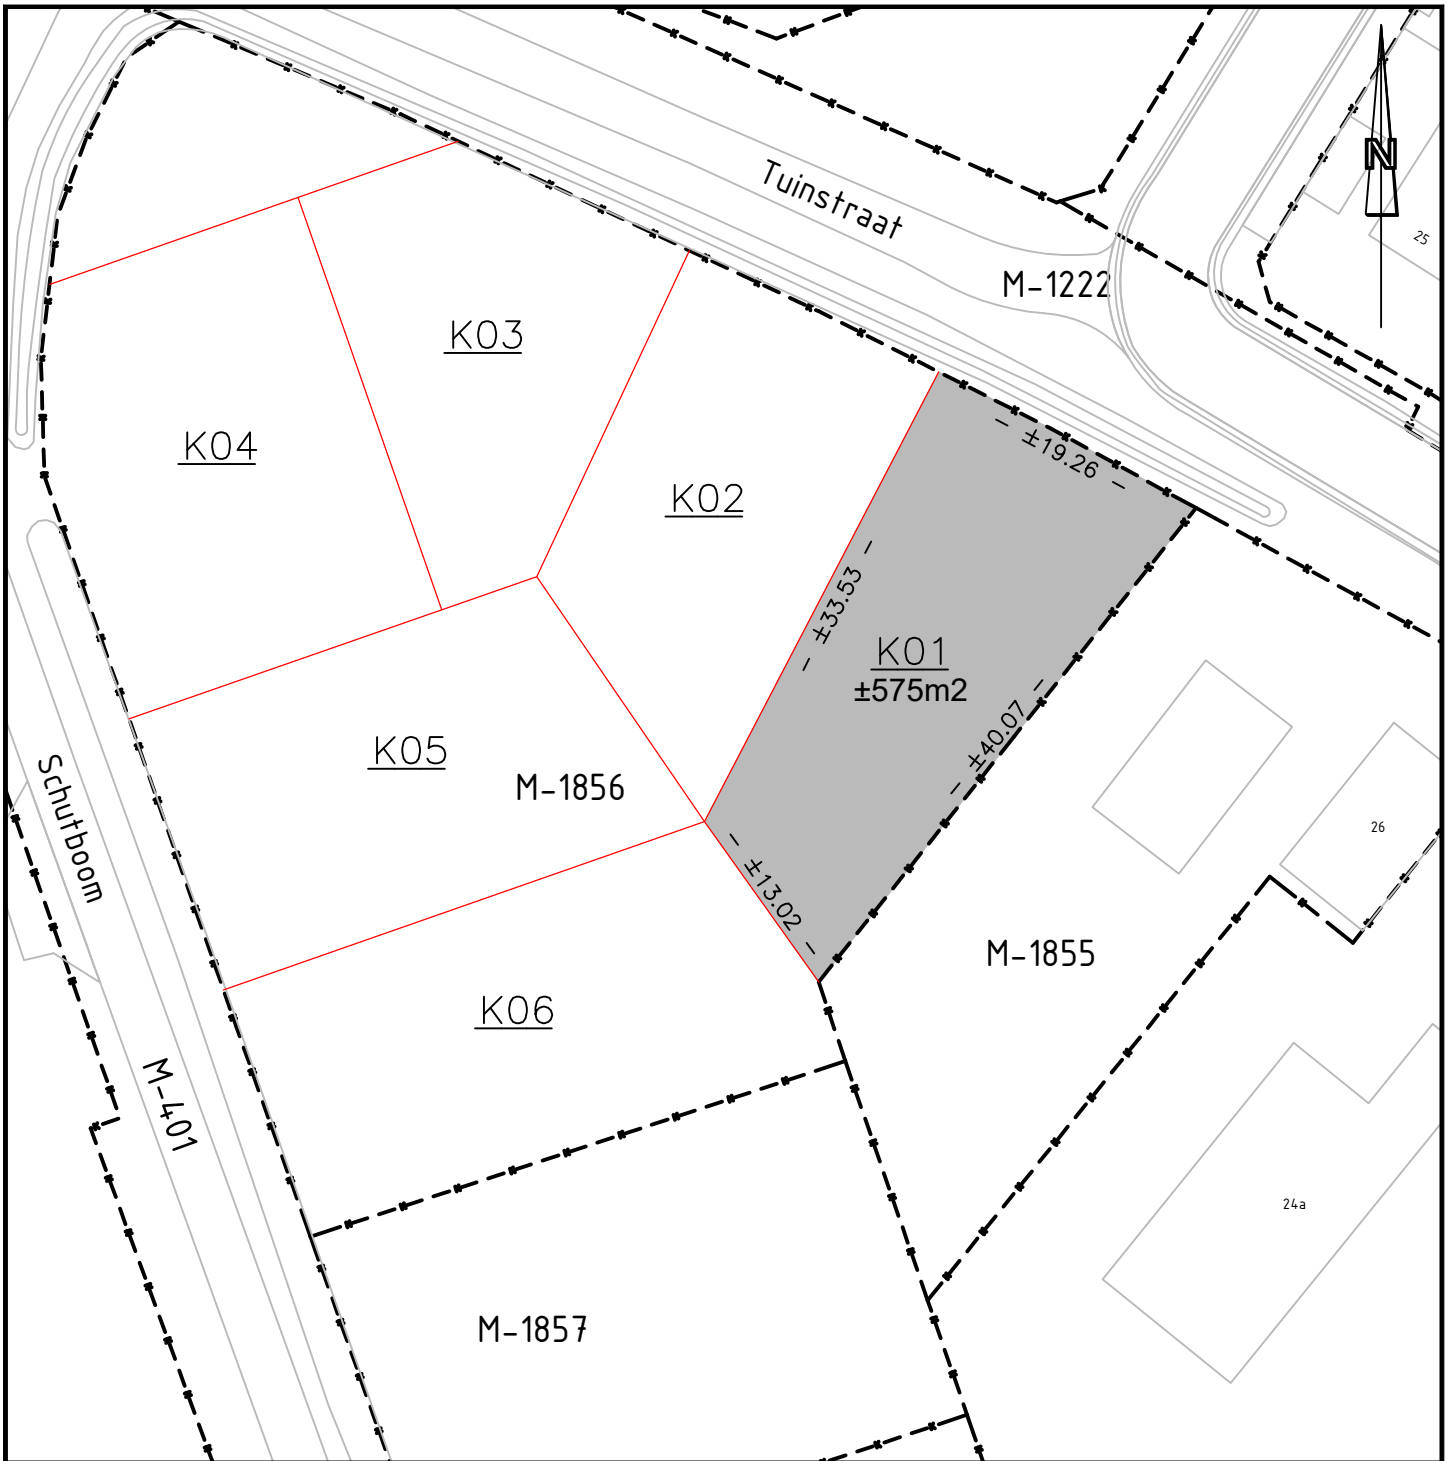 Tuinstraat
N
25
M-1222
K03
K04
±19.26
K02
±33.53
K01
±575m2
±40.07
K05
M-1856
Schutboom
26
±13.02
M-1855
K06
M-401
24a
M-1857